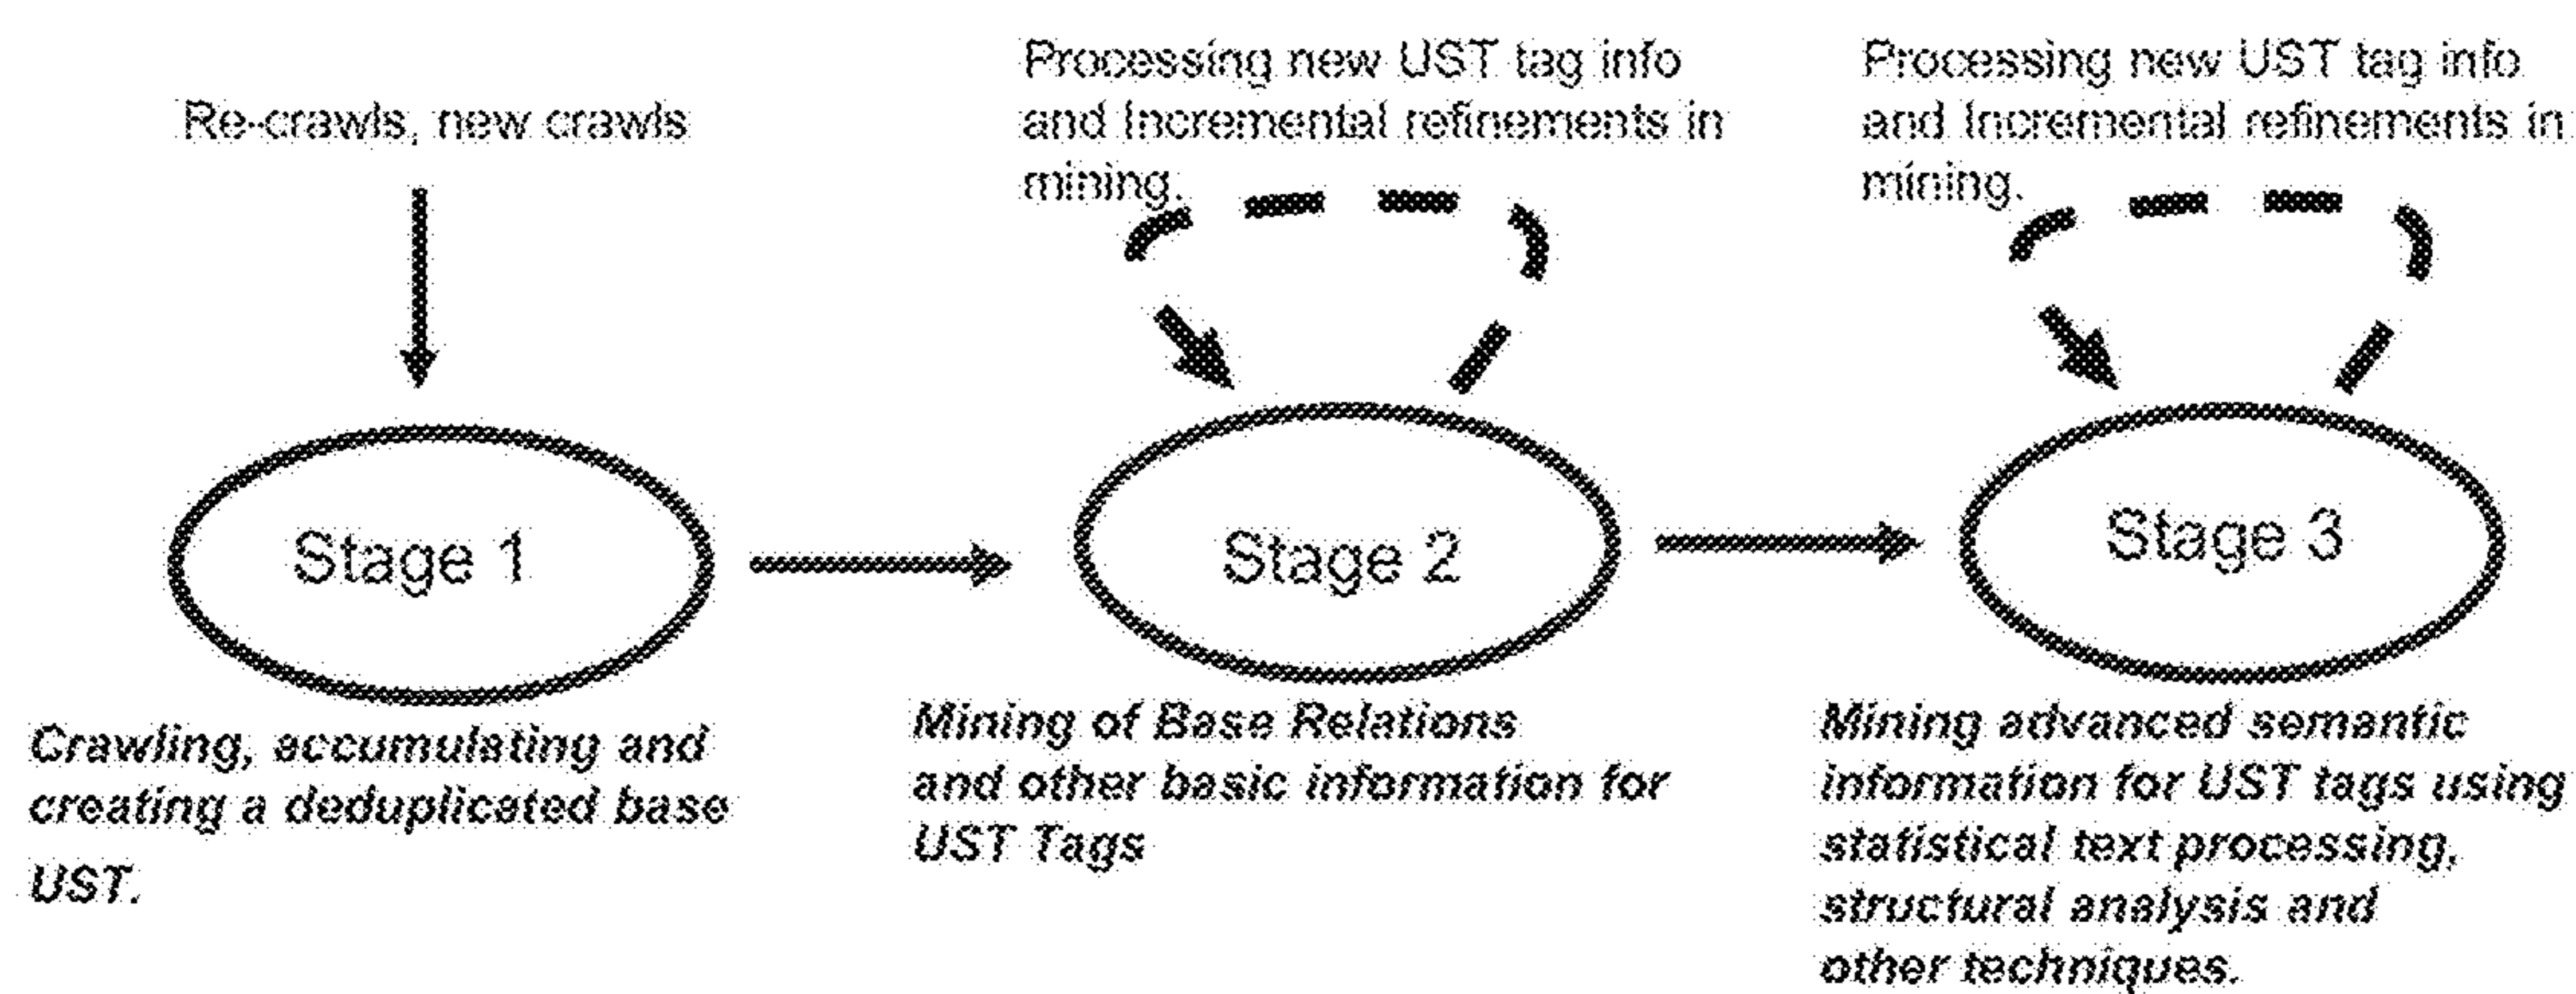 Re-crawls, new crawls
Processing new UST tag info
and Incremental refinements in
mining.
Processing new UST tag info
and Incremental refinements in
mining.
Stage 1
Stage 2
Stage 3
Crawling, accumulating and
creating a deduplicated base
UST.
Mining of Base Relations
and other basic information for
UST Tags
Mining advanced semantic
information for UST tags using
statistical text processing,
structural analysis and
other techniques.